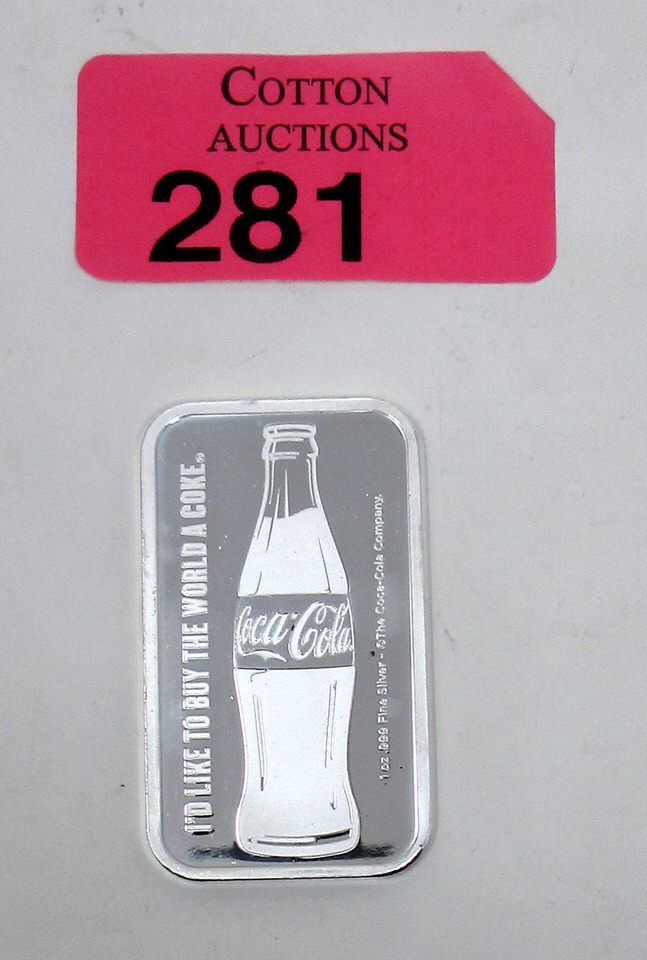 COTTON
AUCTIONS
281
I'D LIKE TO BUY THE WORLD A COKE®
Coca-Cola
1 oz .999 Fine Silver - ©The Coca-Cola Company.